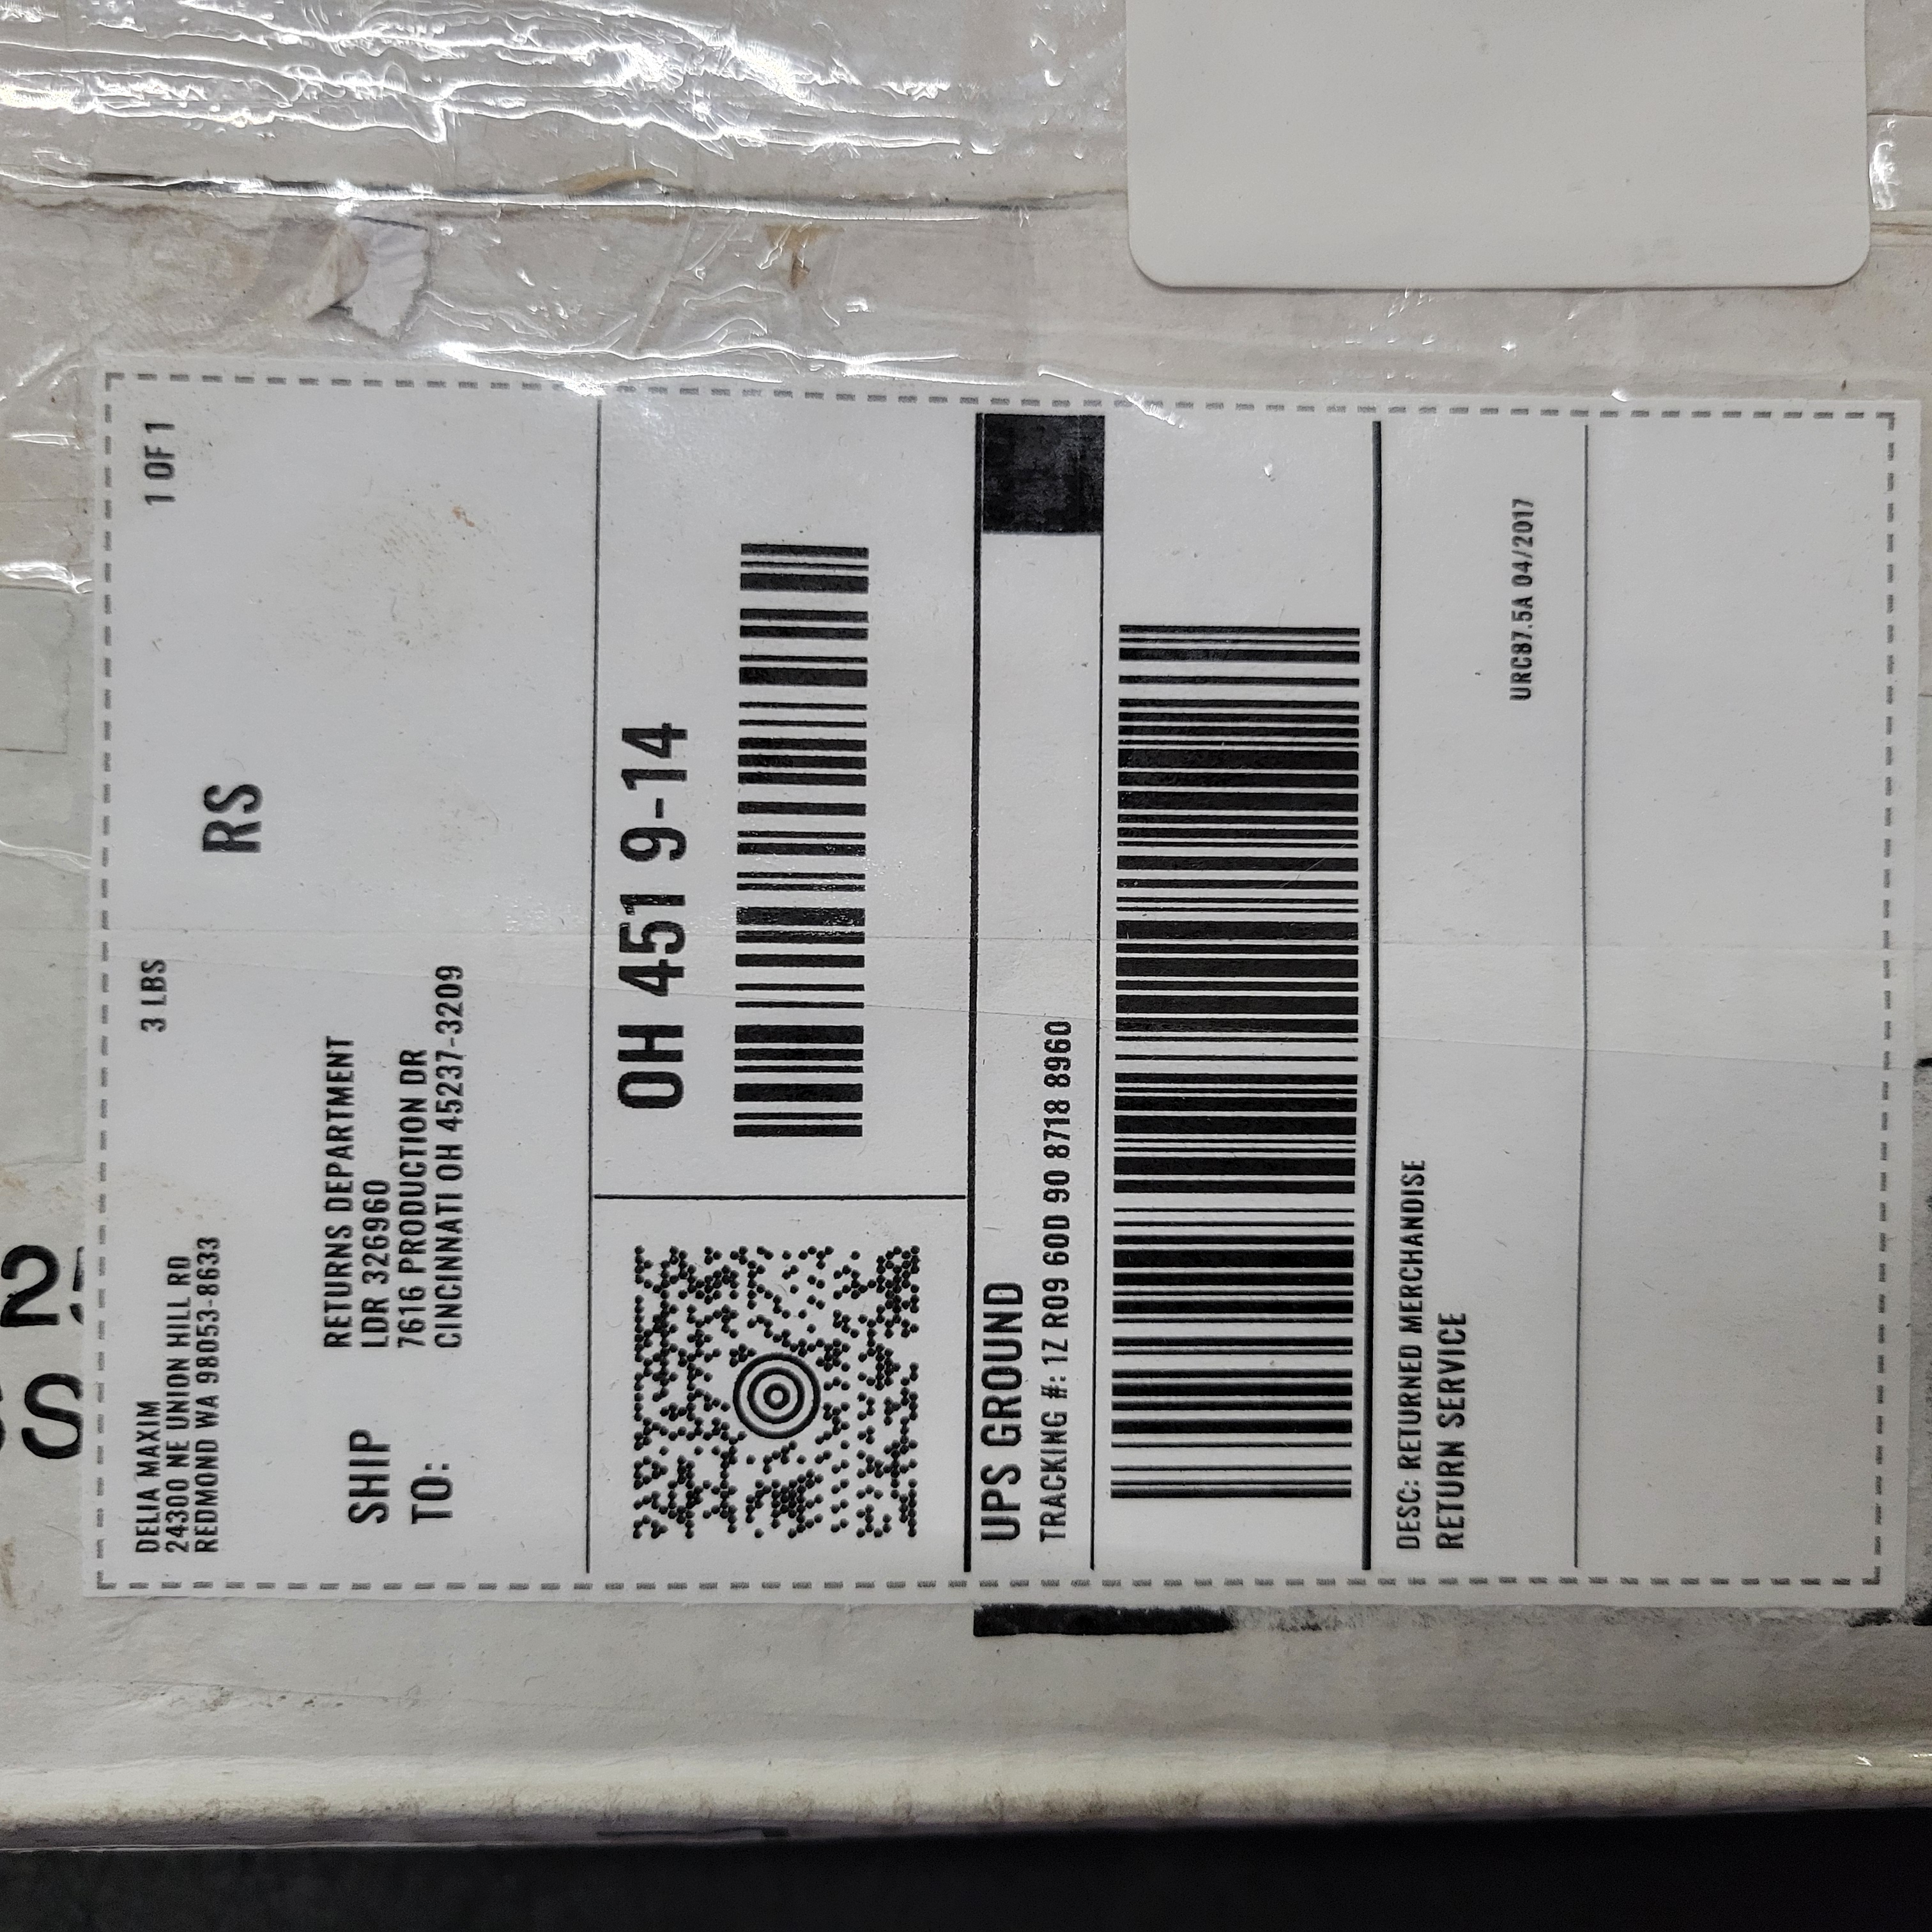 DELIA MAXIM
24300 NE UNION HILL RD
REDMOND WA 98053-8633
3 LBS
1 OF 1
RS
SHIP
TO:
RETURNS DEPARTMENT
LDR 326960
7616 PRODUCTION DR
CINCINNATI OH 45237-3209
OH 451 9-14
UPS GROUND
TRACKING #: 1Z R09 60D 90 8718 8960
DESC: RETURNED MERCHANDISE
RETURN SERVICE
URC87.5A 04/2017